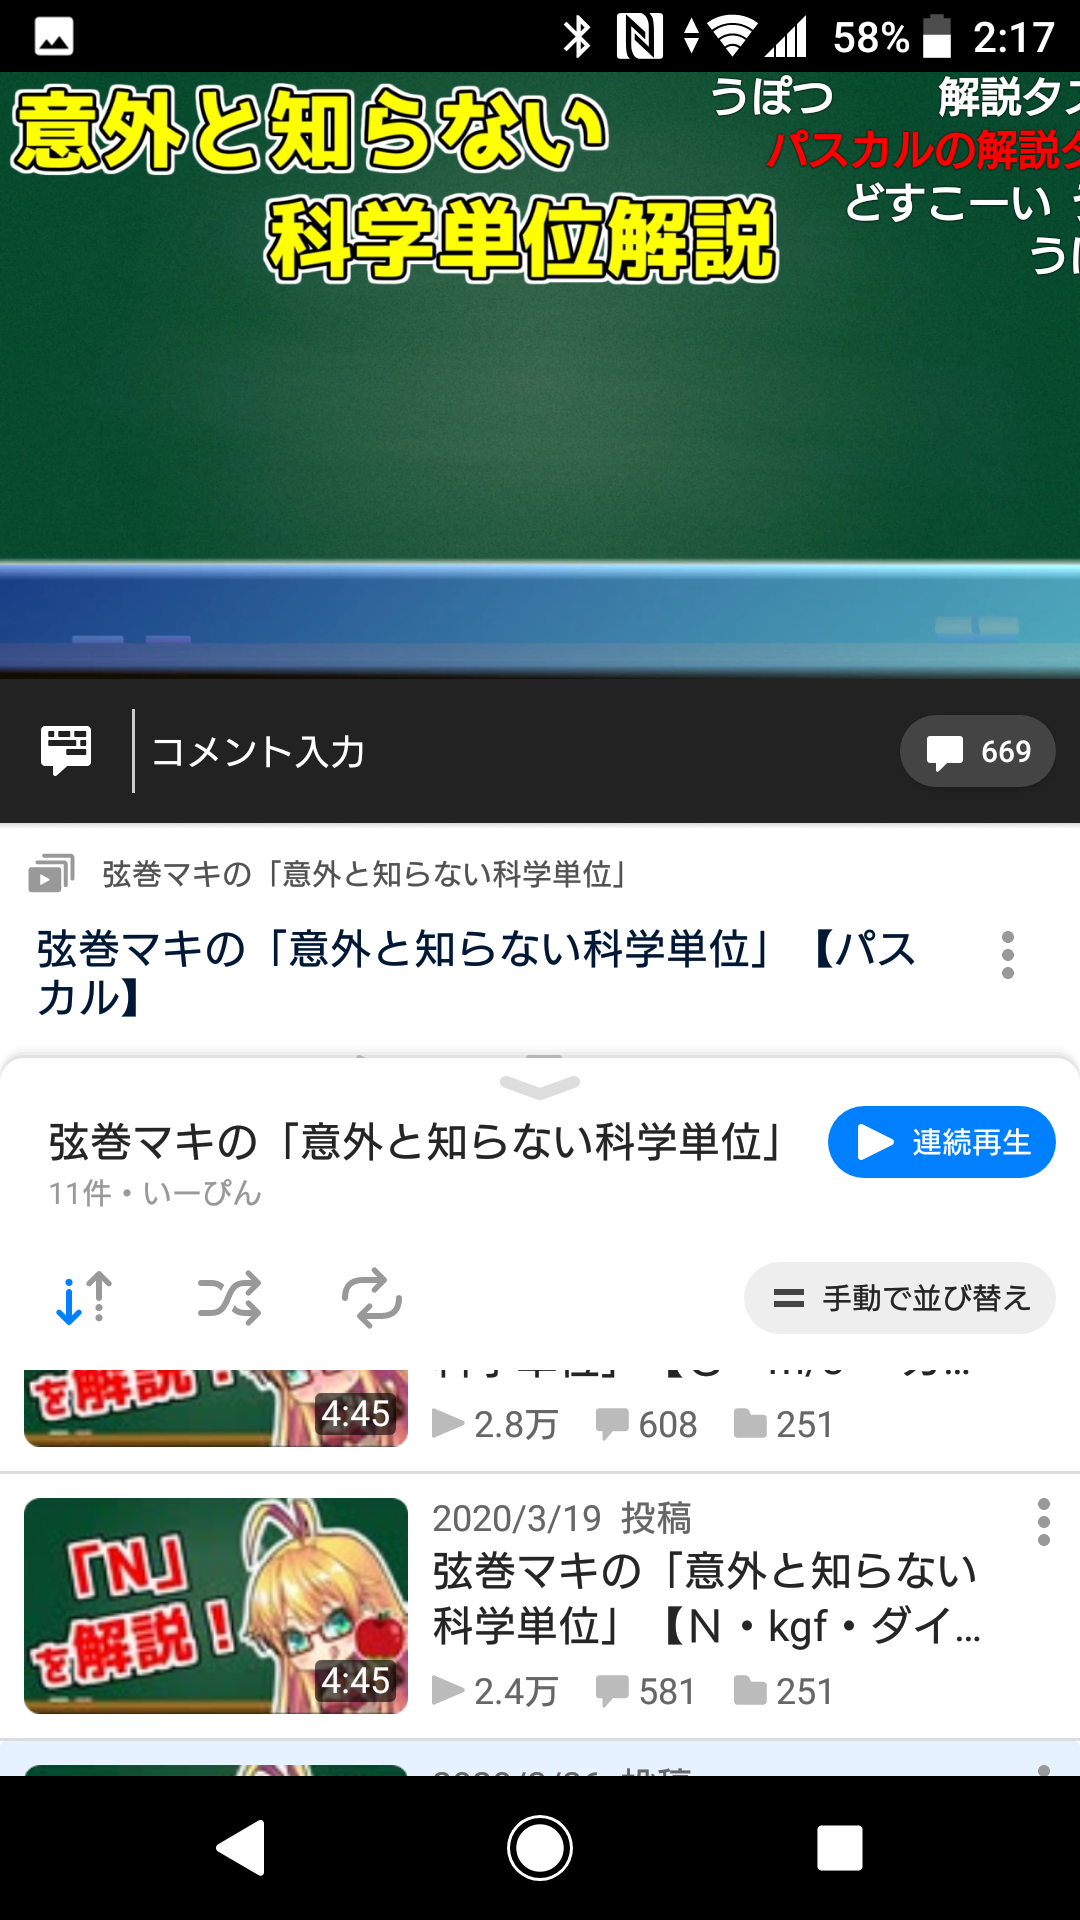 58% 2:17
意外と知らない
科学単位解説
うぽつ
解説タス
パスカルの解説タ
どすこーい
コメント入力
669
弦巻マキの「意外と知らない科学単位」
弦巻マキの「意外と知らない科学単位」【パス
カル】
弦巻マキの「意外と知らない科学単位」
連続再生
11件・いーぴん
手動で並び替え
を解説！
4:45
2.8万 608 251
「N」
を解説！
4:45
2020/3/19 投稿
弦巻マキの「意外と知らない
科学単位」【N・kgf・ダイ…
2.4万 581 251